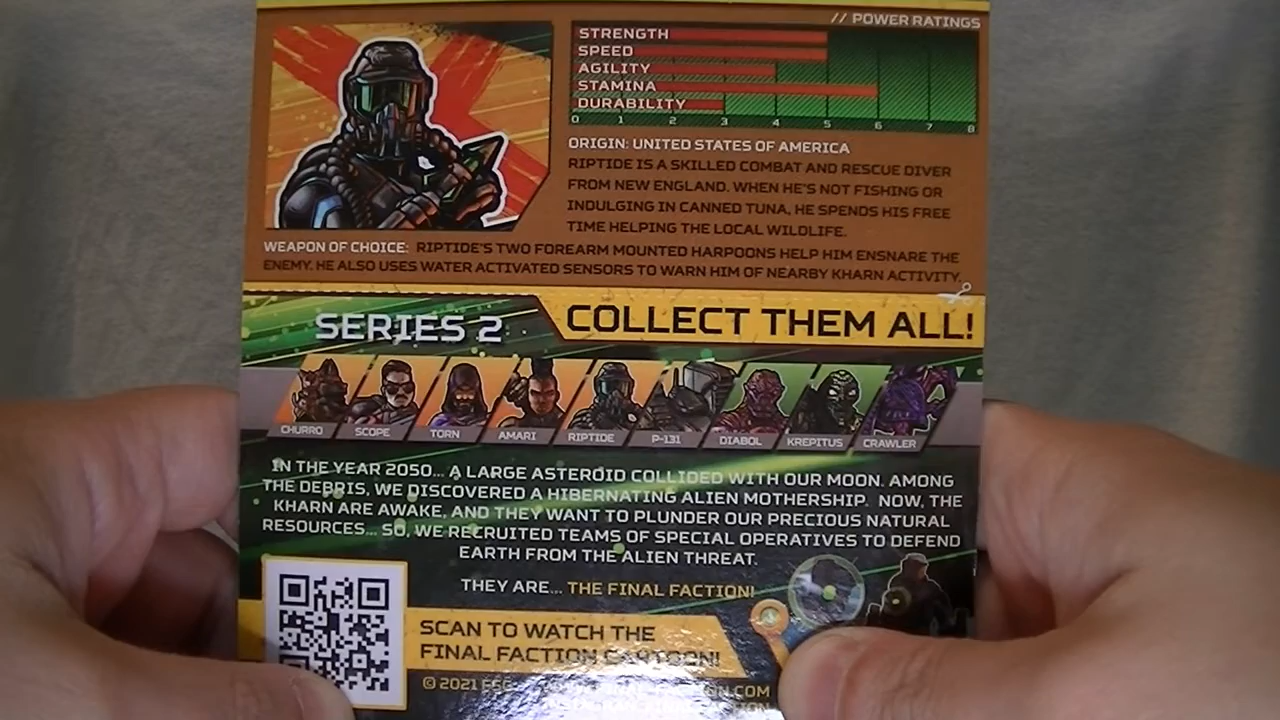 // POWER RATINGS
STRENGTH
SPEED
AGILITY
STAMINA
DURABILITY
0 1 2 3 4 5 6 7 8
ORIGIN: UNITED STATES OF AMERICA
RIPTIDE IS A SKILLED COMBAT AND RESCUE DIVER
FROM NEW ENGLAND. WHEN HE'S NOT FISHING OR
INDULGING IN CANNED TUNA, HE SPENDS HIS FREE
TIME HELPING THE LOCAL WILDLIFE.
WEAPON OF CHOICE: RIPTIDE'S TWO FOREARM MOUNTED HARPOONS HELP HIM ENSNARE THE
ENEMY. HE ALSO USES WATER ACTIVATED SENSORS TO WARN HIM OF NEARBY KHARN ACTIVITY.
SERIES 2
COLLECT THEM ALL!
CHURRO SCOPE TORN AMARI RIPTIDE P-131 DIABOL KREPITUS CRAWLER
IN THE YEAR 2050... A LARGE ASTEROID COLLIDED WITH OUR MOON. AMONG
THE DEBRIS, WE DISCOVERED A HIBERNATING ALIEN MOTHERSHIP. NOW, THE
KHARN ARE AWAKE, AND THEY WANT TO PLUNDER OUR PRECIOUS NATURAL
RESOURCES... SO, WE RECRUITED TEAMS OF SPECIAL OPERATIVES TO DEFEND
EARTH FROM THE ALIEN THREAT.
THEY ARE... THE FINAL FACTION!
SCAN TO WATCH THE
FINAL FACTION CARTOON!
© 2021